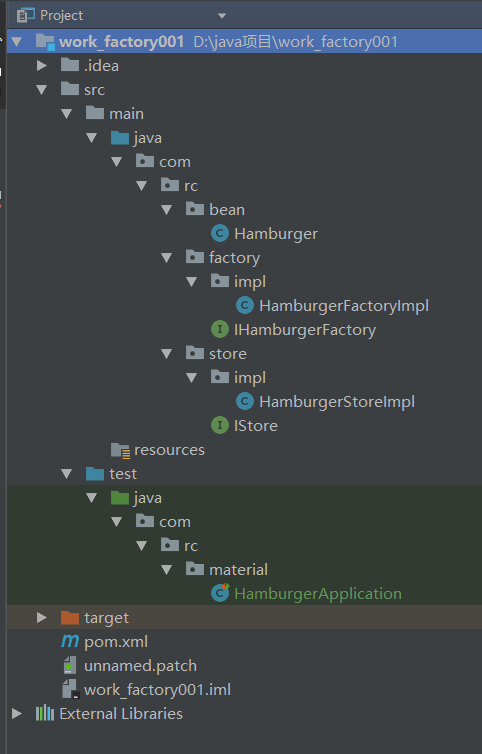 Project
work_factory001 D:\java项目\work_factory001
.idea
src
main
java
com
rc
bean
Hamburger
factory
impl
HamburgerFactoryImpl
IHamburgerFactory
store
impl
HamburgerStoreImpl
IStore
resources
test
java
com
rc
material
HamburgerApplication
target
pom.xml
unnamed.patch
work_factory001.iml
External Libraries